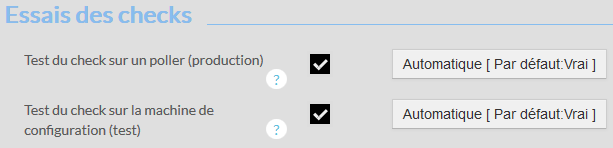 Essais des checks
Test du check sur un poller (production)
?
Automatique [ Par défaut:Vrai ]
Test du check sur la machine de
configuration (test)
?
Automatique [ Par défaut:Vrai ]